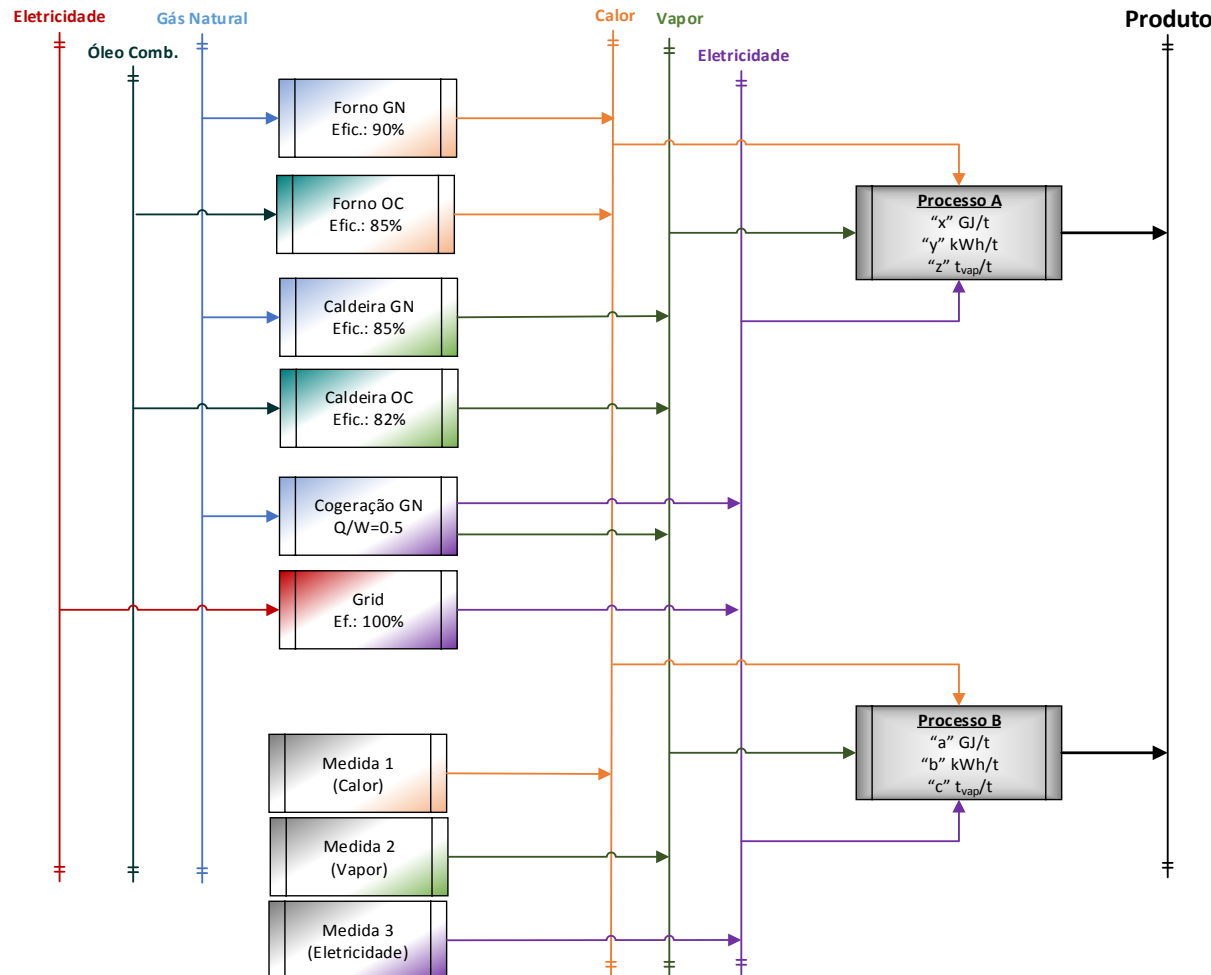 Eletricidade
Gás Natural
Calor
Vapor
Produto
Óleo Comb.
Eletricidade
Forno GN
Efic.: 90%
Forno OC
Efic.: 85%
Caldeira GN
Efic.: 85%
Caldeira OC
Efic.: 82%
Cogeração GN
Q/W=0.5
Grid
Ef.: 100%
Medida 1
(Calor)
Medida 2
(Vapor)
Medida 3
(Eletricidade)
Processo A
“x” GJ/t
“y” kWh/t
“z” tvap/t
Processo B
“a” GJ/t
“b” kWh/t
“c” tvap/t